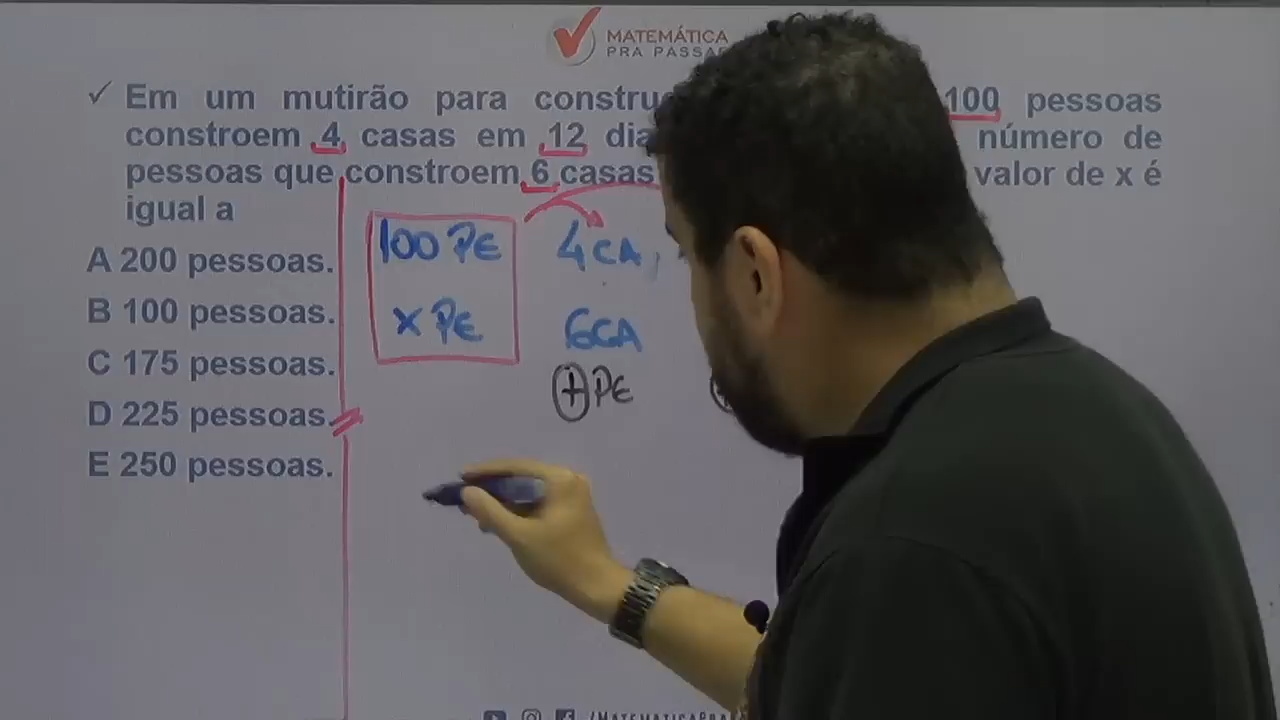 MATEMÁTICA
PRA PASSAR
✓ Em um mutirão para constru 100 pessoas
constroem 4 casas em 12 dia número de
pessoas que constroem 6 casas valor de x é
igual a
A 200 pessoas.
B 100 pessoas.
C 175 pessoas.
D 225 pessoas.
E 250 pessoas.
100 PE 4 CA,
X PE 6 CA
+ PE